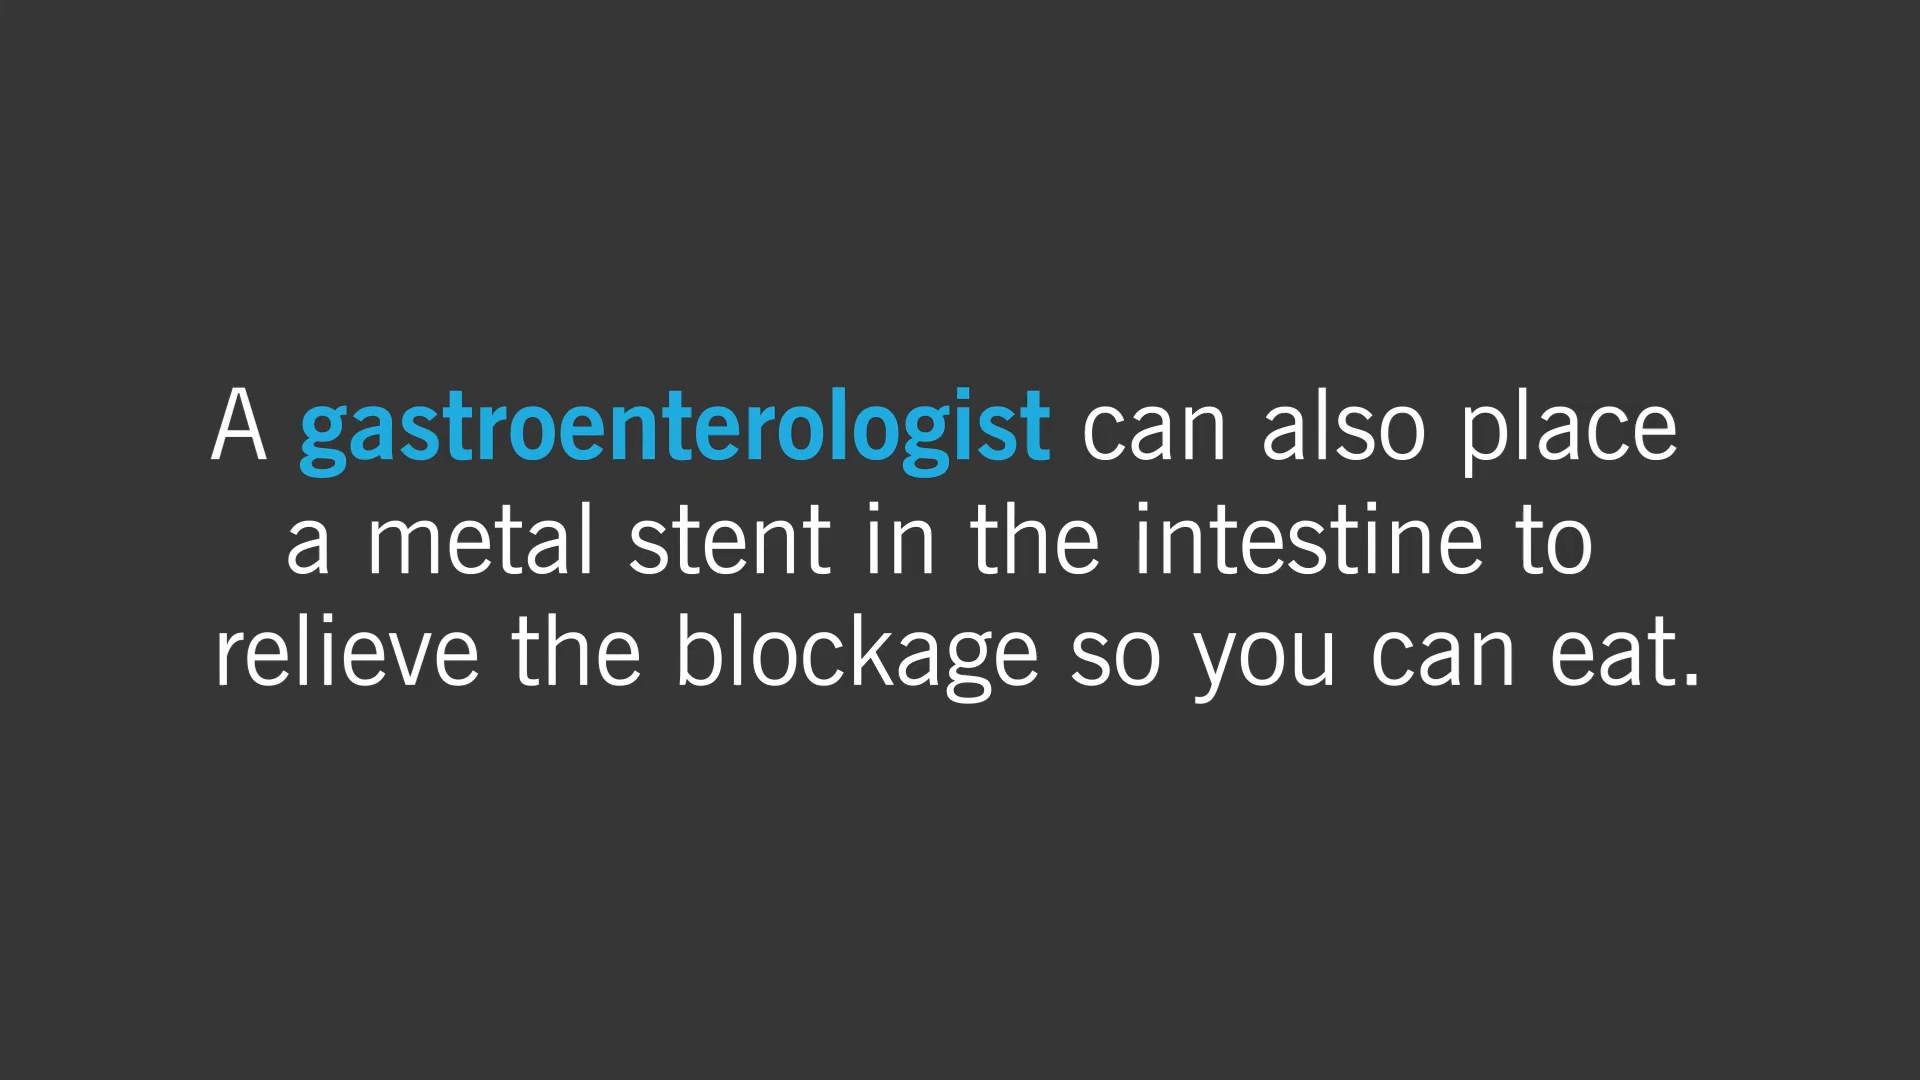 A gastroenterologist can also place
a metal stent in the intestine to
relieve the blockage so you can eat.